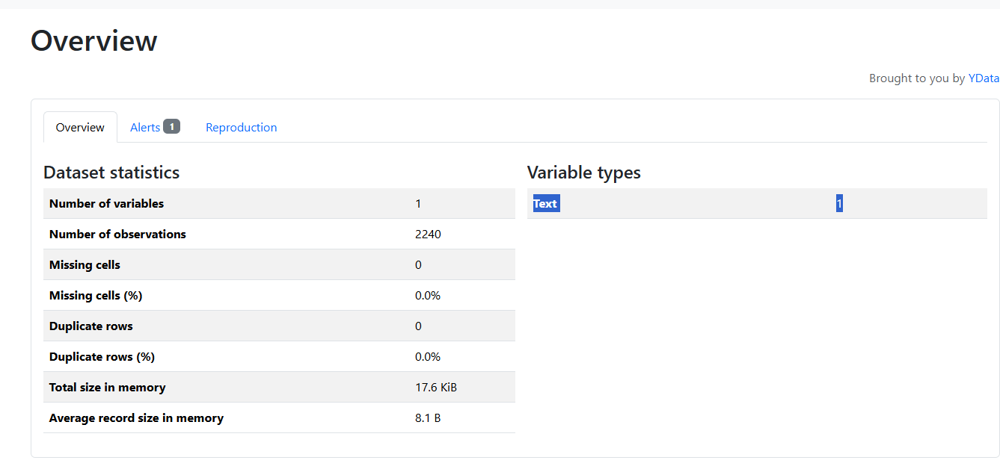 Overview
Brought to you by YData
Overview Alerts 1 Reproduction
Dataset statistics
Number of variables 1
Number of observations 2240
Missing cells 0
Missing cells (%) 0.0%
Duplicate rows 0
Duplicate rows (%) 0.0%
Total size in memory 17.6 KiB
Average record size in memory 8.1 B
Variable types
Text 1